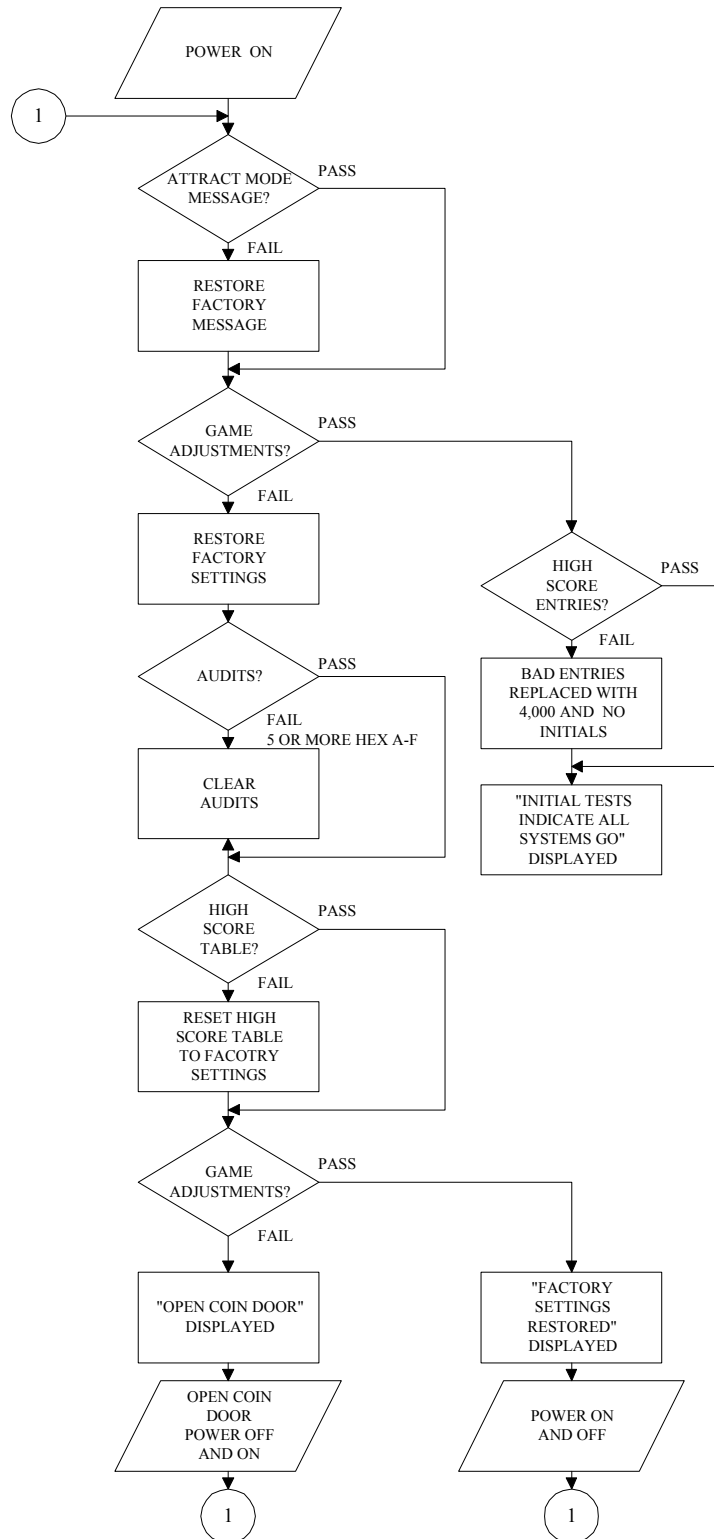 POWER ON
1
ATTRACT MODE
MESSAGE?
PASS
FAIL
RESTORE
FACTORY
MESSAGE
GAME
ADJUSTMENTS?
PASS
FAIL
RESTORE
FACTORY
SETTINGS
HIGH
SCORE
ENTRIES?
PASS
FAIL
BAD ENTRIES
REPLACED WITH
4,000 AND NO
INITIALS
"INITIAL TESTS
INDICATE ALL
SYSTEMS GO"
DISPLAYED
AUDITS?
PASS
FAIL
5 OR MORE HEX A-F
CLEAR
AUDITS
HIGH
SCORE
TABLE?
PASS
FAIL
RESET HIGH
SCORE TABLE
TO FACOTRY
SETTINGS
GAME
ADJUSTMENTS?
PASS
FAIL
"OPEN COIN DOOR"
DISPLAYED
"FACTORY
SETTINGS
RESTORED"
DISPLAYED
OPEN COIN
DOOR
POWER OFF
AND ON
POWER ON
AND OFF
1
1